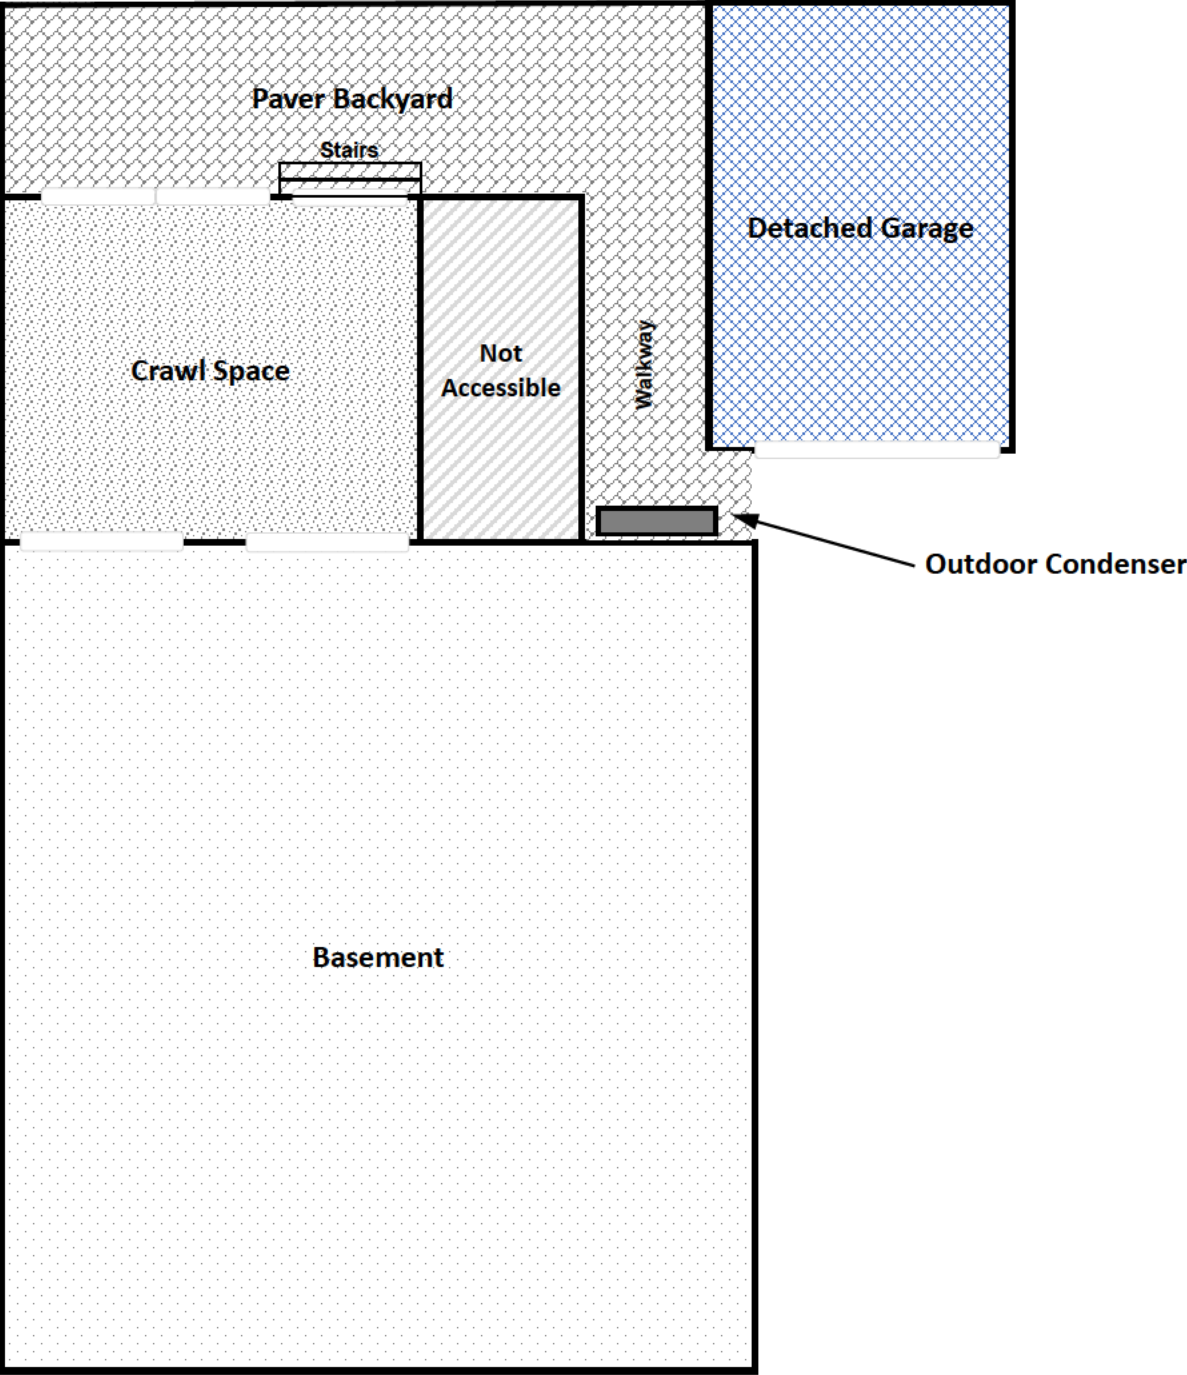 Paver Backyard
Stairs
Detached Garage
Walkway
Not
Accessible
Crawl Space
Outdoor Condenser
Basement